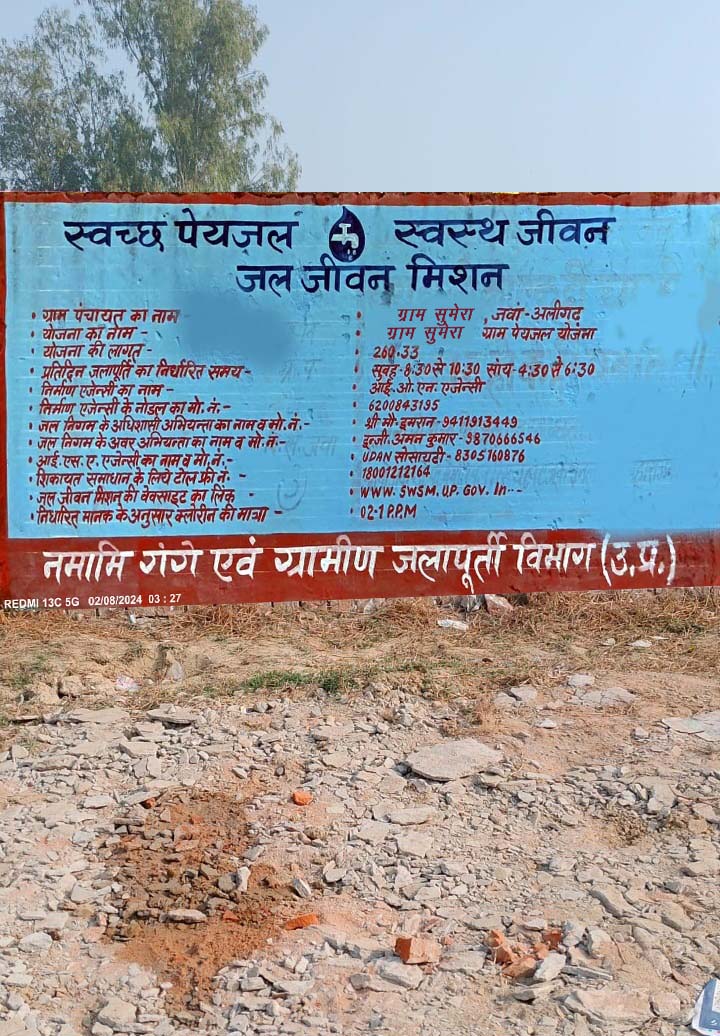 स्वच्छ पेयजल स्वस्थ जीवन
जल जीवन मिशन
• ग्राम पंचायत का नाम - • ग्राम सुमेरा , जवां - अलीगढ़
• योजना का नाम - • ग्राम सुमेरा ग्राम पेयजल योजना
• योजना की लागत - • 260.33
• प्रतिदिन जलापूर्ति का निर्धारित समय - • सुबह - 8:30 से 10:30 सांय - 4:30 से 6:30
• निर्माण एजेन्सी का नाम - • आई.ओ.एन. एजेन्सी
• निर्माण एजेन्सी के नोडल का मो. नं. - • 6200843195
• जल निगम के अधिशासी अभियन्ता का नाम व मो. नं. - • श्री मौ. इमरान - 9411913449
• जल निगम के अवर अभियन्ता का नाम व मो. नं. - • इन्जी. अमन कुमार - 9870666546
• आई. एस. ए. एजेन्सी का नाम व मो. नं. - • UDAN सोसायटी - 8305160876
• शिकायत समाधान के लिये टोल फ्री नं. - • 18001212164
• जल जीवन मिशन की वेबसाइट का लिंक - • WWW. SWSM. UP. GOV. In --
• निर्धारित मानक के अनुसार क्लोरीन की मात्रा - • 02-1 P.P.M
नमामि गंगे एवं ग्रामीण जलापूर्ती विभाग (उ.प्र.)
REDMI 13C 5G 02/08/2024 03 : 27